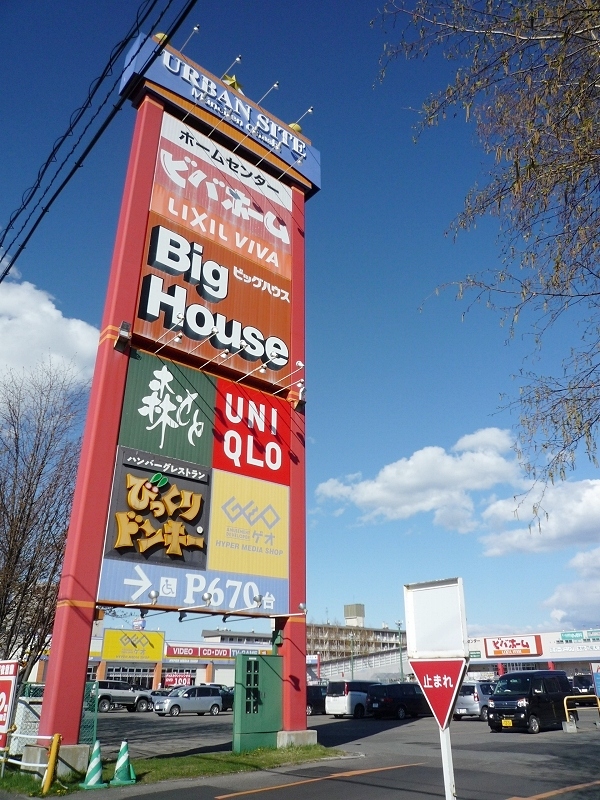 URBAN SITE
ホームセンター
ビバホーム
LIXIL VIVA
Big
ビッグハウス
House
UNI
QLO
ハンバーグレストラン
びっくり
ドンキー
GEO
ゲオ
HYPER MEDIA SHOP
→ P670台
VIDEO
CD·DVD
ビバホーム
止まれ